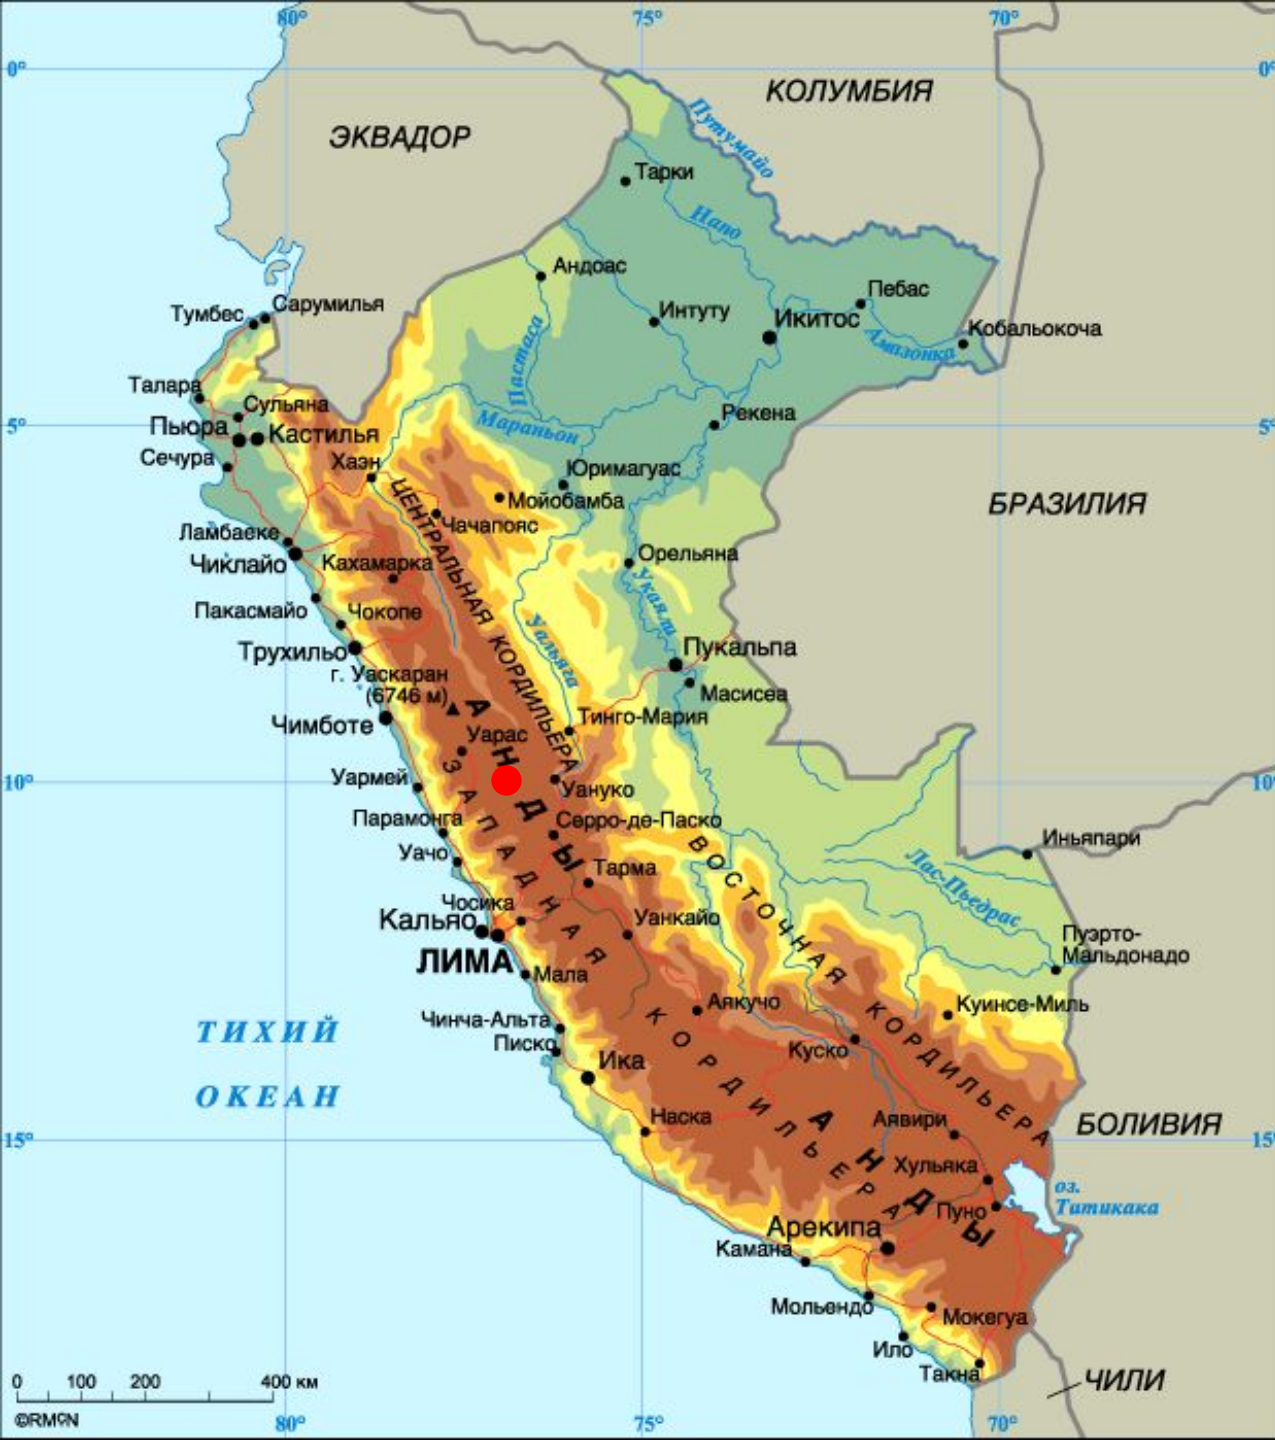 80°
75°
70°
0°
0°
КОЛУМБИЯ
ЭКВАДОР
Путумайо
Тарки
Напо
Андоас
Пебас
Тумбес
Сарумилья
Интуту
Икитос
Кобальокоча
Амазонка
Пастаса
Талара
Сульяна
Мараньон
Рекена
5°
5°
Пьюра
Кастилья
Сечура
Хаэн
Юримагуас
Мойобамба
БРАЗИЛИЯ
Чачапояс
ЦЕНТРАЛЬНАЯ КОРДИЛЬЕРА
Ламбаеке
Чиклайо
Кахамарка
Орельяна
Укаяли
Пакасмайо
Чокопе
Уальяга
Трухильо
Пукальпа
г. Уаскаран
(6746 м)
Масисеа
Чимботе
Тинго-Мария
АНДЫ
Уарас
10°
10°
Уармей
Уануко
ЗАПАДНАЯ КОРДИЛЬЕРА
Парамонга
Серро-де-Паско
Уачо
ВОСТОЧНАЯ КОРДИЛЬЕРА
Иньяпари
Тарма
Лас-Пьедрас
Чосика
Кальяо
Уанкайо
ЛИМА
Пуэрто-
Мальдонадо
Мала
Аякучо
Куинсе-Миль
Чинча-Альта
ТИХИЙ
ОКЕАН
Писко
Куско
Ика
Наска
АНДЫ
Аявири
БОЛИВИЯ
15°
15°
Хульяка
оз.
Титикака
Пуно
Арекипа
Камана
Мольендо
Мокегуа
Ило
Такна
ЧИЛИ
0 100 200 400 км
©RMCN
80°
75°
70°